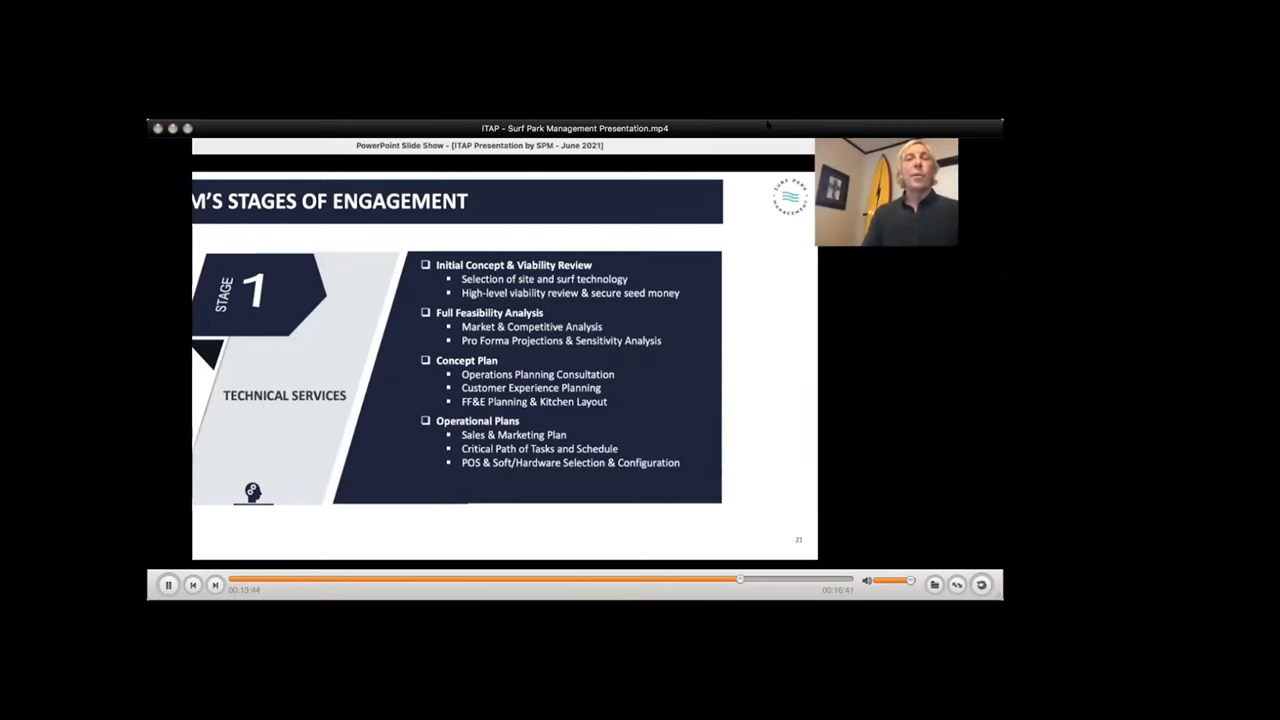 ITAP - Surf Park Management Presentation.mp4
PowerPoint Slide Show - [ITAP Presentation by SPM - June 2021]
M'S STAGES OF ENGAGEMENT
SURF PARK
MANAGEMENT
STAGE 1
TECHNICAL SERVICES
Initial Concept & Viability Review
Selection of site and surf technology
High-level viability review & secure seed money
Full Feasibility Analysis
Market & Competitive Analysis
Pro Forma Projections & Sensitivity Analysis
Concept Plan
Operations Planning Consultation
Customer Experience Planning
FF&E Planning & Kitchen Layout
Operational Plans
Sales & Marketing Plan
Critical Path of Tasks and Schedule
POS & Soft/Hardware Selection & Configuration
21
00:13:44
00:16:41